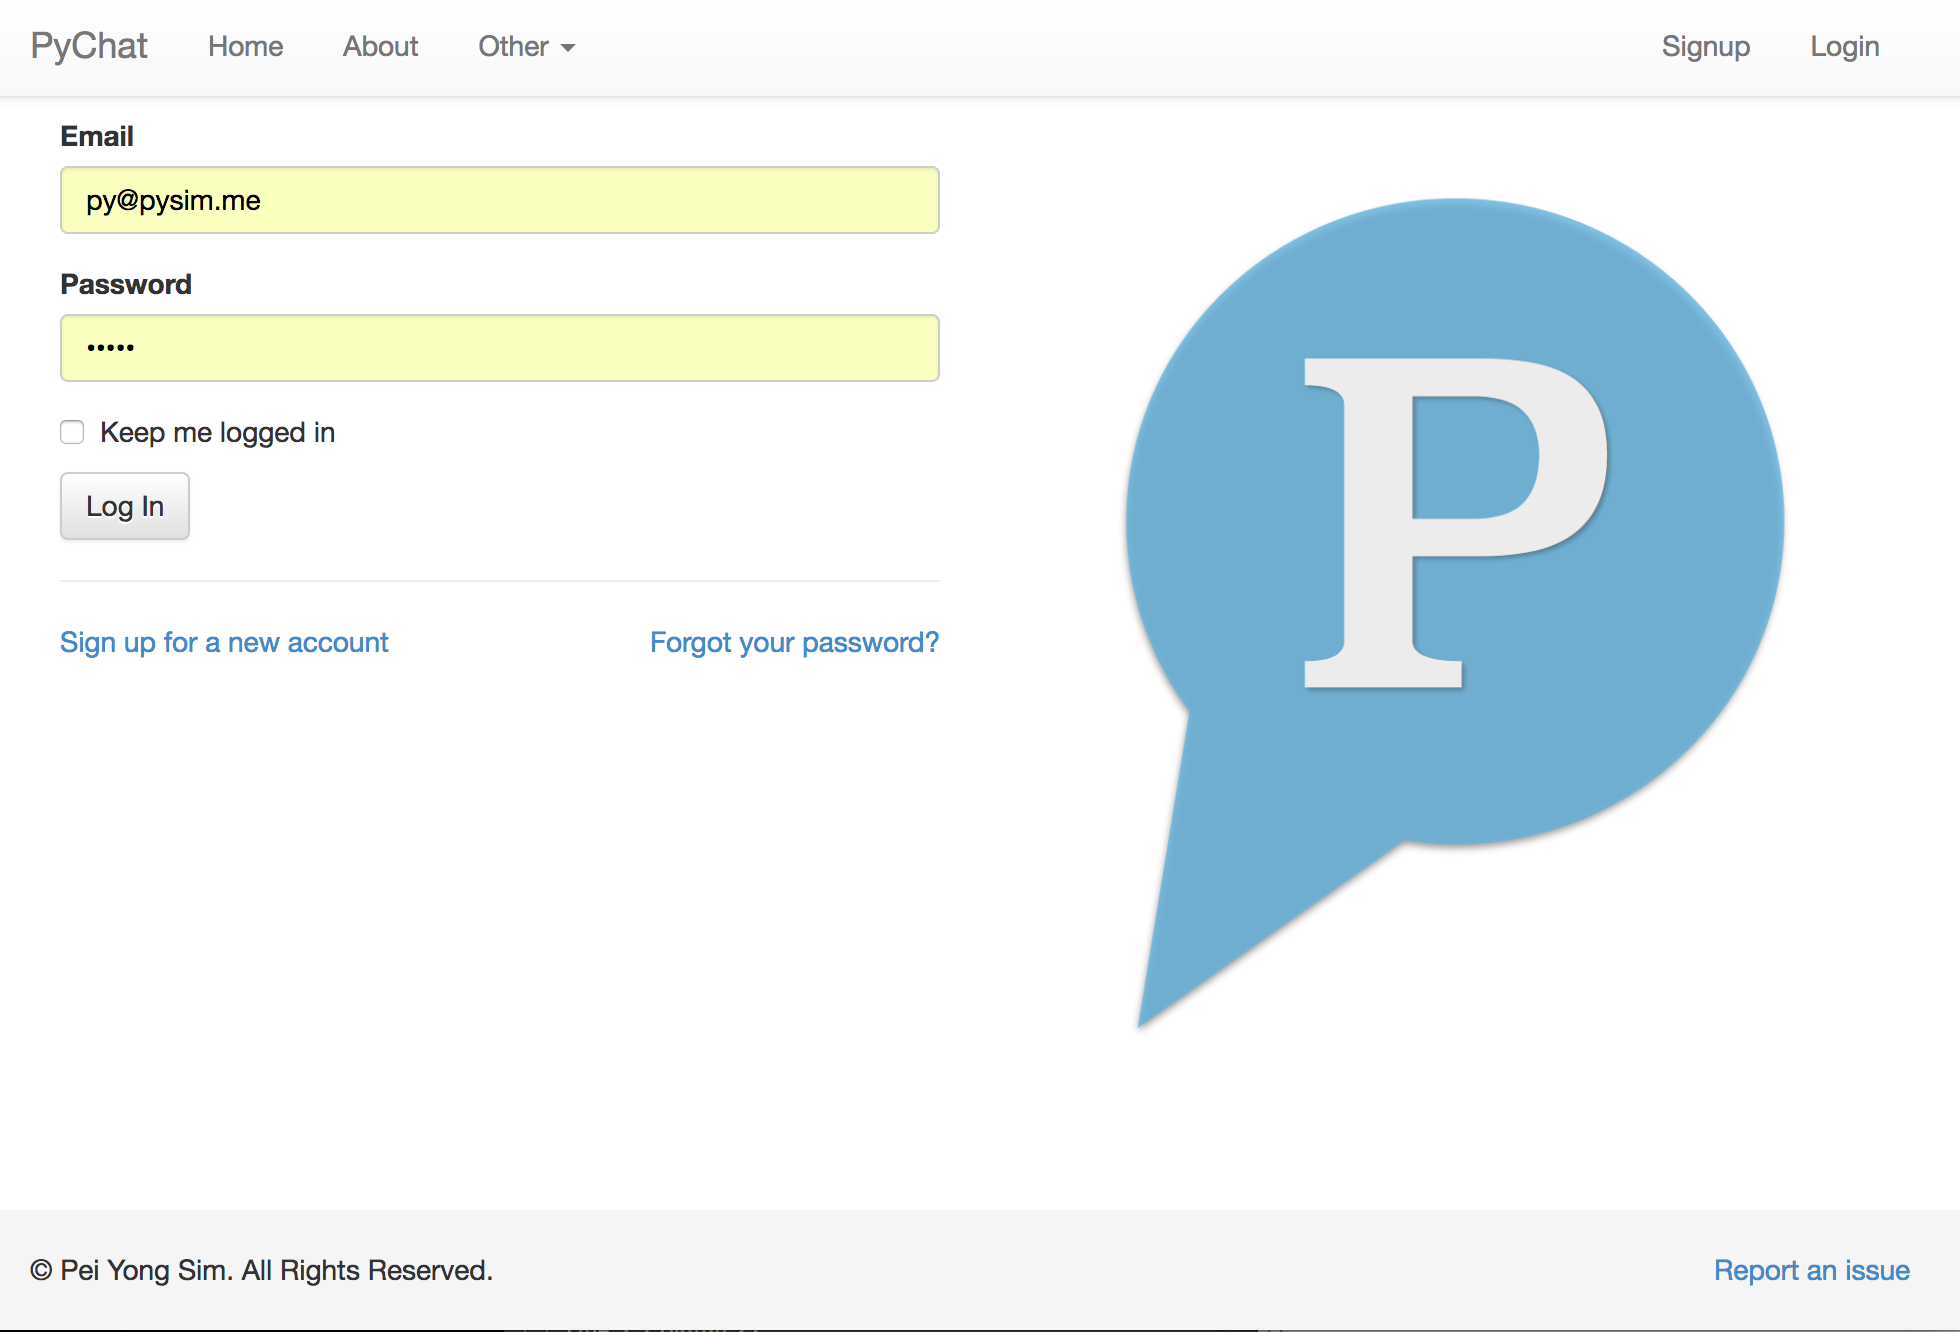 PyChat Home About Other Signup Login
Email
py@pysim.me
Password
•••••
Keep me logged in
Log In
Sign up for a new account Forgot your password?
P
© Pei Yong Sim. All Rights Reserved. Report an issue